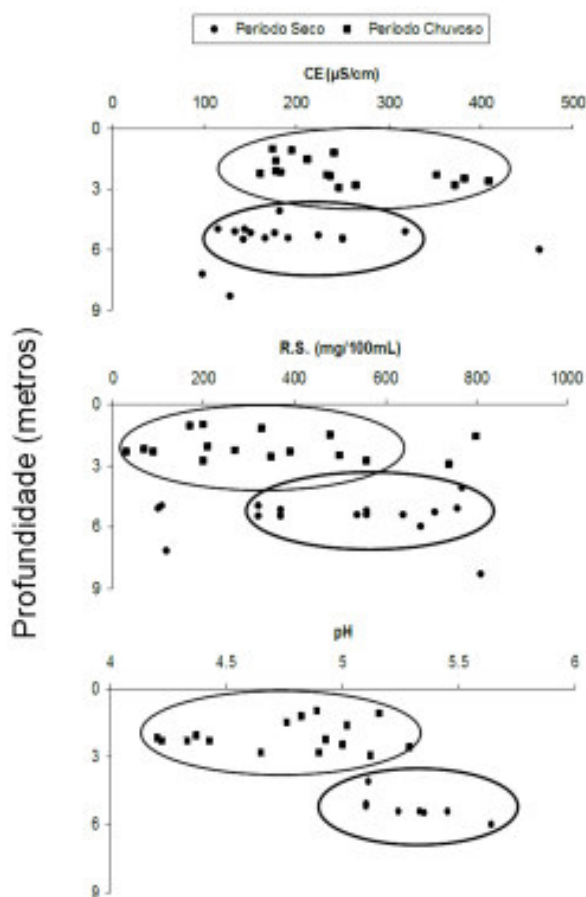 Período Seco Período Chuvoso
CE (µS/cm)
0 100 200 300 400 500
0
3
6
9
Profundidade (metros)
R.S. (mg/100mL)
0 200 400 600 800 1000
0
3
6
9
pH
4 4.5 5 5.5 6
0
3
6
9